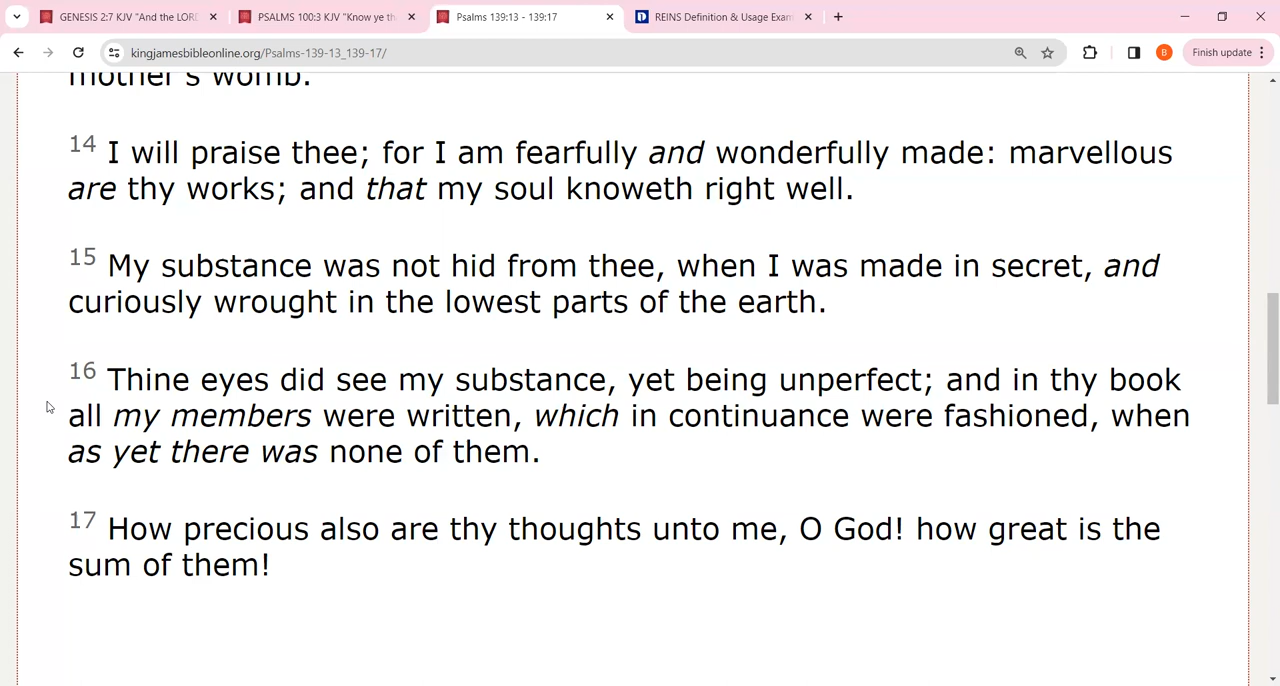 GENESIS 2:7 KJV "And the LORD
PSALMS 100:3 KJV "Know ye th
Psalms 139:13 - 139:17
REINS Definition & Usage Exam
kingjamesbibleonline.org/Psalms-139-13_139-17/
B
Finish update
mother's womb.
14 I will praise thee; for I am fearfully and wonderfully made: marvellous
are thy works; and that my soul knoweth right well.
15 My substance was not hid from thee, when I was made in secret, and
curiously wrought in the lowest parts of the earth.
16 Thine eyes did see my substance, yet being unperfect; and in thy book
all my members were written, which in continuance were fashioned, when
as yet there was none of them.
17 How precious also are thy thoughts unto me, O God! how great is the
sum of them!